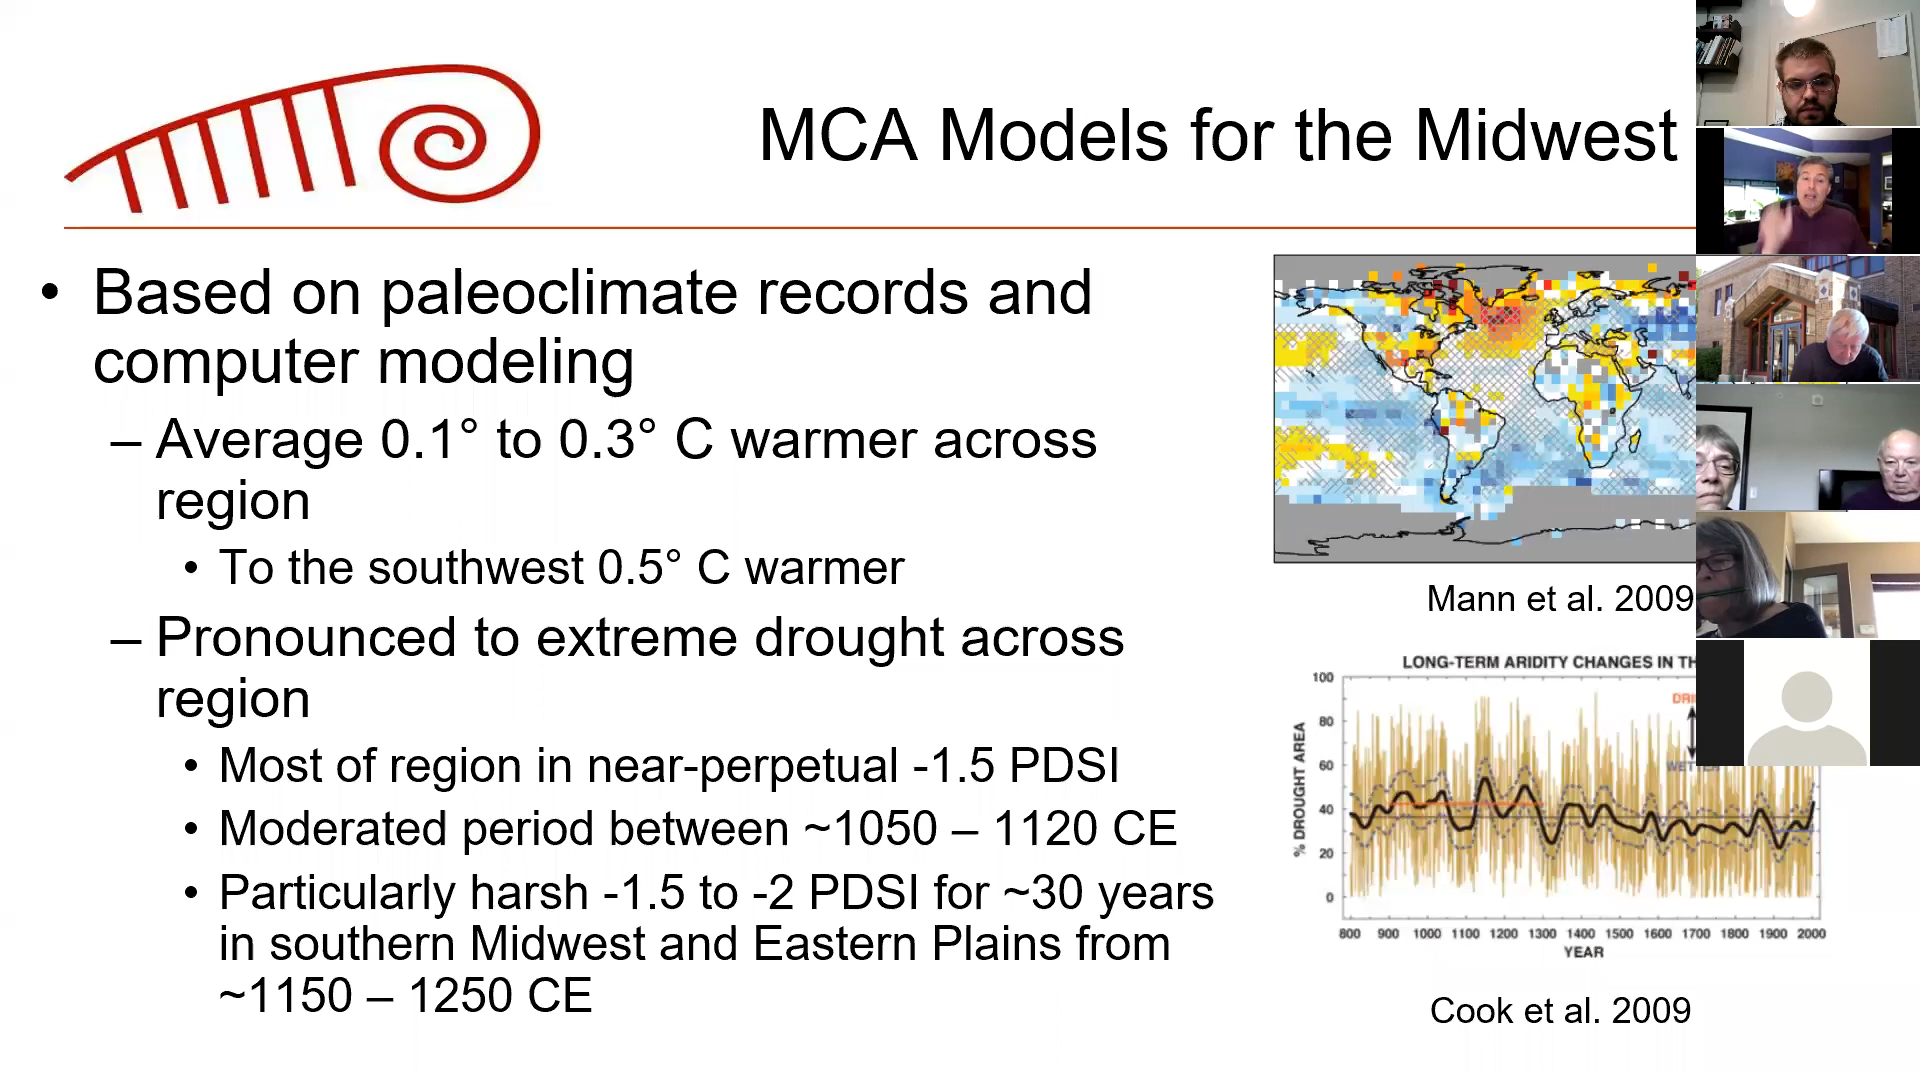 MCA Models for the Midwest
• Based on paleoclimate records and
computer modeling
– Average 0.1° to 0.3° C warmer across
region
• To the southwest 0.5° C warmer
– Pronounced to extreme drought across
region
• Most of region in near-perpetual -1.5 PDSI
• Moderated period between ~1050 – 1120 CE
• Particularly harsh -1.5 to -2 PDSI for ~30 years
in southern Midwest and Eastern Plains from
~1150 – 1250 CE
Mann et al. 2009
LONG-TERM ARIDITY CHANGES IN TH
100
80
60
40
20
0
% DROUGHT AREA
800 900 1000 1100 1200 1300 1400 1500 1600 1700 1800 1900 2000
YEAR
Cook et al. 2009